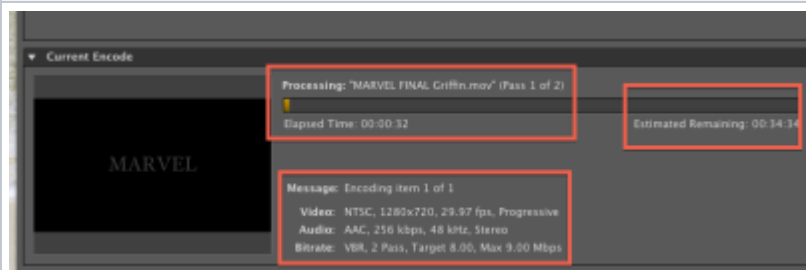 Current Encode
Processing: "MARVEL FINAL Griffin.mov" (Pass 1 of 2)
Elapsed Time: 00:00:32
Estimated Remaining: 00:34:34
MARVEL
Message: Encoding item 1 of 1
Video: NTSC, 1280x720, 29.97 fps, Progressive
Audio: AAC, 256 kbps, 48 kHz, Stereo
Bitrate: VBR, 2 Pass, Target 8.00, Max 9.00 Mbps